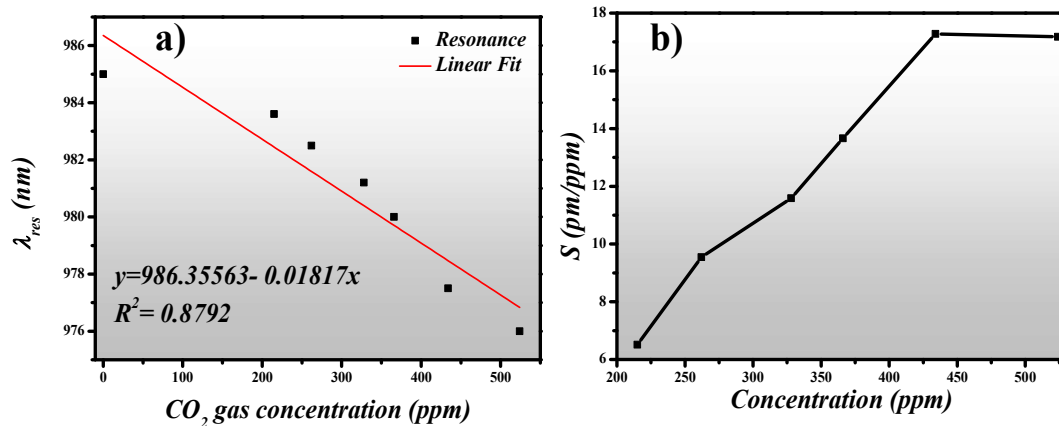 a)
Resonance
Linear Fit
986
984
982
980
978
976
λres (nm)
y=986.35563- 0.01817x
R2= 0.8792
0 100 200 300 400 500
CO2 gas concentration (ppm)
b)
18
16
14
12
10
8
6
S (pm/ppm)
200 250 300 350 400 450 500
Concentration (ppm)